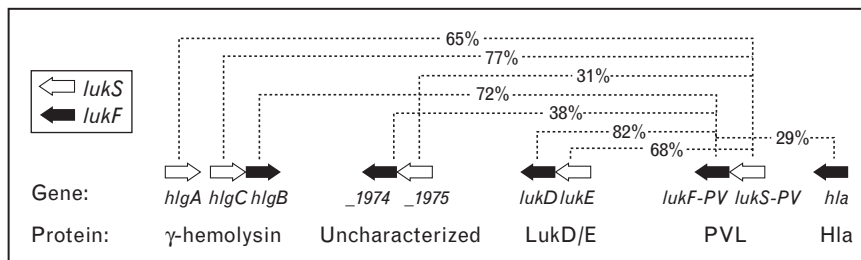 65%
77%
lukS
31%
lukF
72%
38%
82%
29%
68%
Gene: hlgA hlgC hlgB _1974 _1975 lukD lukE lukF-PV lukS-PV hla
Protein: γ-hemolysin Uncharacterized LukD/E PVL Hla